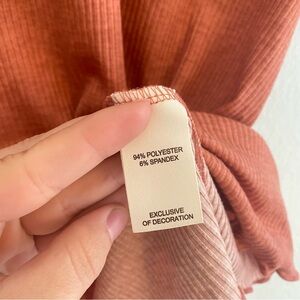 94% POLYESTER
6% SPANDEX
EXCLUSIVE
OF DECORATION